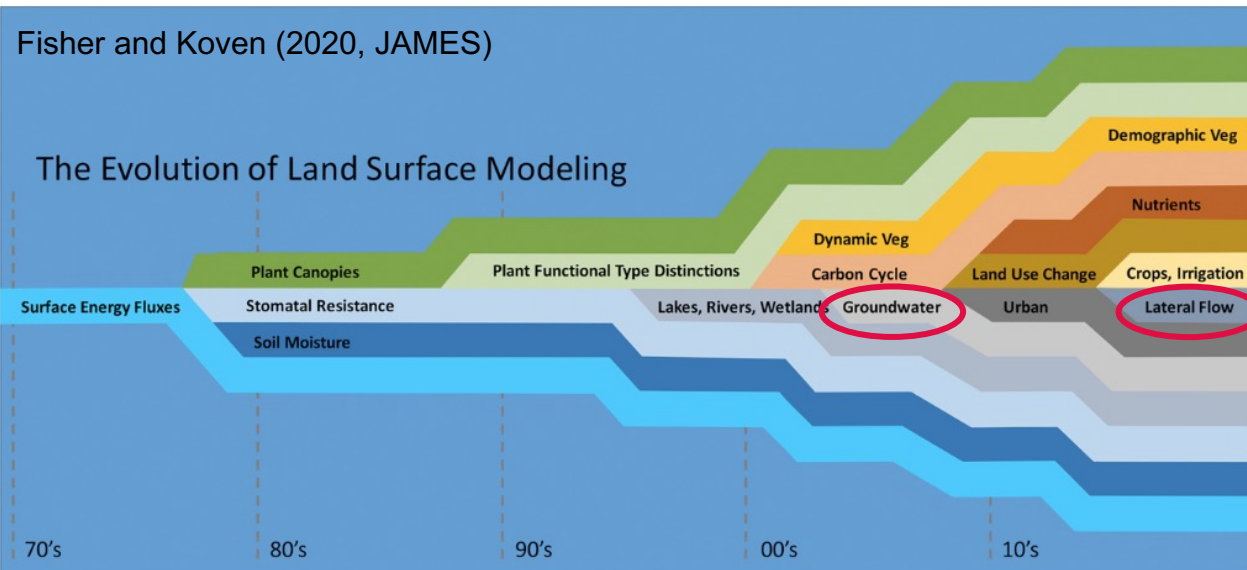 Fisher and Koven (2020, JAMES)
The Evolution of Land Surface Modeling
Demographic Veg
Nutrients
Dynamic Veg
Plant Canopies
Plant Functional Type Distinctions
Carbon Cycle
Land Use Change
Crops, Irrigation
Surface Energy Fluxes
Stomatal Resistance
Lakes, Rivers, Wetlands
Groundwater
Urban
Lateral Flow
Soil Moisture
70's
80's
90's
00's
10's